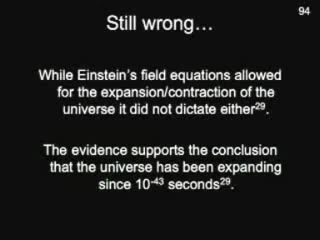 94
Still wrong…
While Einstein's field equations allowed
for the expansion/contraction of the
universe it did not dictate either²⁹.
The evidence supports the conclusion
that the universe has been expanding
since 10⁻⁴³ seconds²⁹.